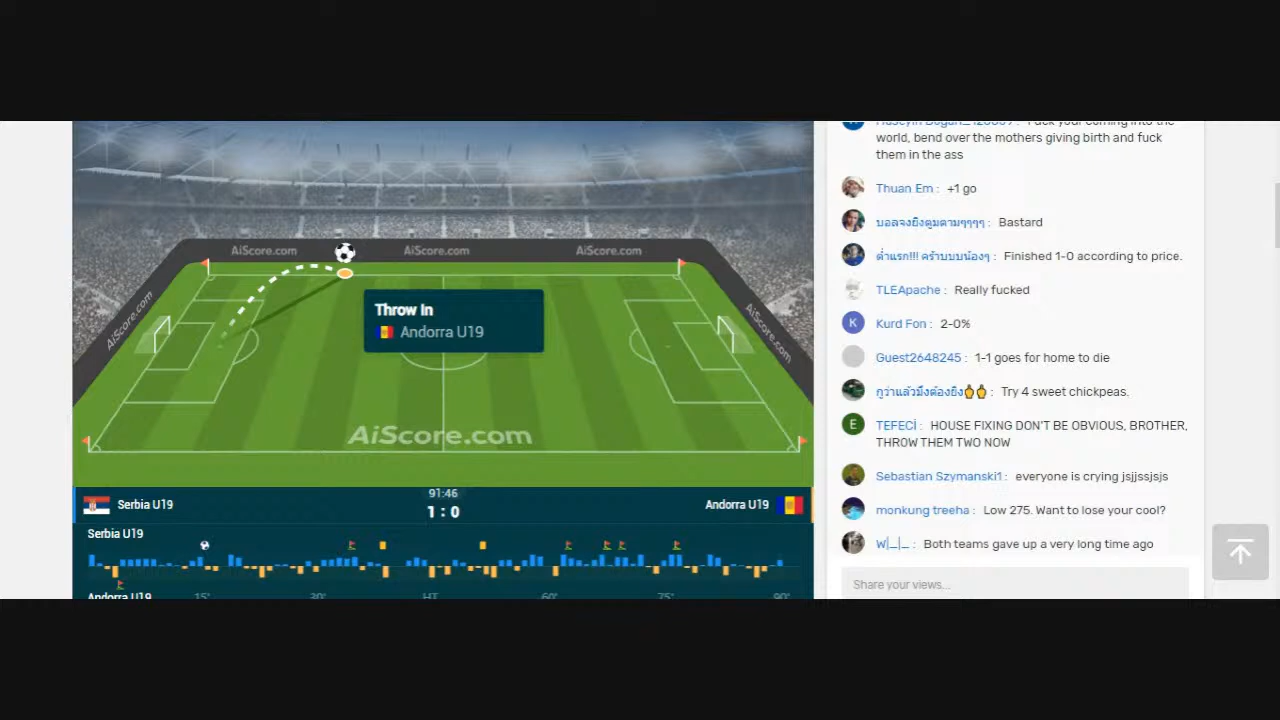 world, bend over the mothers giving birth and fuck
them in the ass
Thuan Em : +1 go
บอลจงยิงตูมตามๆๆๆๆ : Bastard
ต่ำแรก!!! คร้าบบบน้องๆ : Finished 1-0 according to price.
TLEApache : Really fucked
K
Kurd Fon : 2-0%
Guest2648245 : 1-1 goes for home to die
กูว่าแล้วมึงต้องยิง : Try 4 sweet chickpeas.
E
TEFECİ : HOUSE FIXING DON'T BE OBVIOUS, BROTHER,
THROW THEM TWO NOW
Sebastian Szymanski1 : everyone is crying jsjjssjsjs
monkung treeha : Low 275. Want to lose your cool?
W|_|_ : Both teams gave up a very long time ago
Share your views...
AiScore.com
AiScore.com
AiScore.com
AiScore.com
AiScore.com
Throw In
Andorra U19
AiScore.com
Serbia U19
91:46
1 : 0
Andorra U19
Serbia U19
Andorra U19
15'
30'
HT
60'
75'
90'